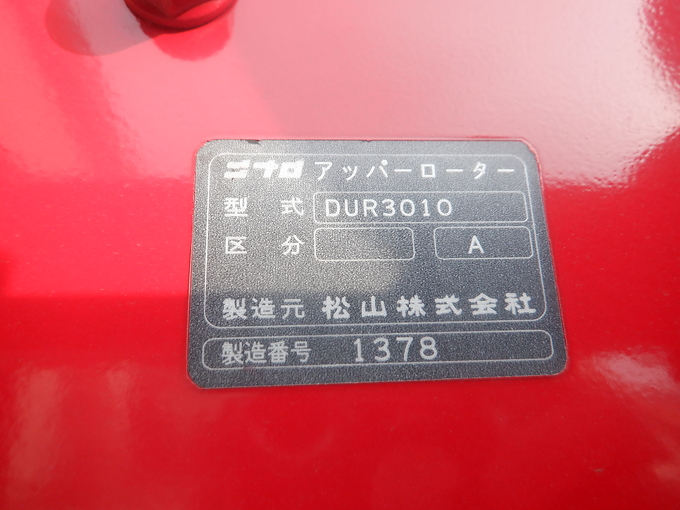 ニプロ アッパーローター
型式 DUR3010
区分 A
製造元 松山株式会社
製造番号 1378